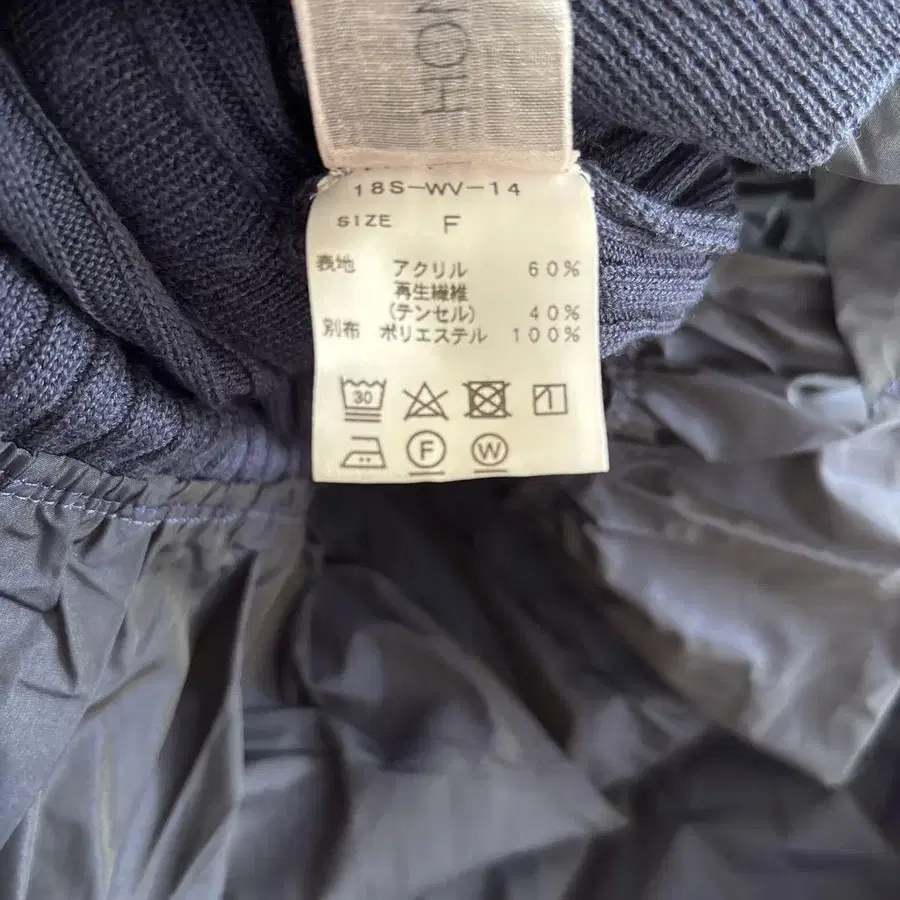 18S-WV-14
SIZE F
表地 アクリル 60%
再生繊維
(テンセル) 40%
別布 ポリエステル 100%
30
F W